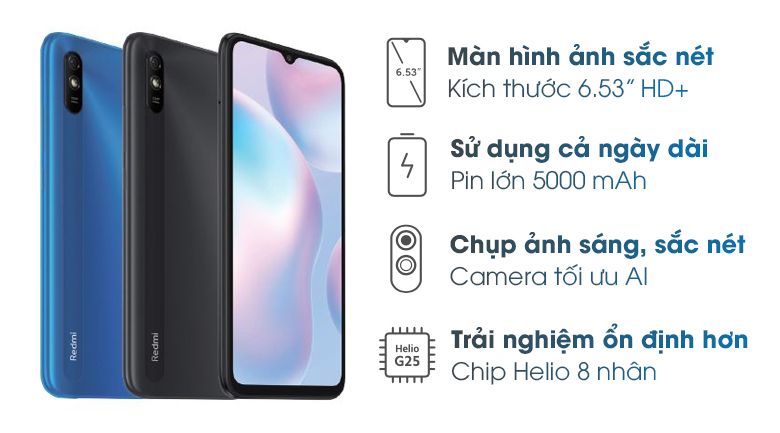 Redmi
Redmi
6.53"
Màn hình ảnh sắc nét
Kích thước 6.53" HD+
Sử dụng cả ngày dài
Pin lớn 5000 mAh
Chụp ảnh sáng, sắc nét
Camera tối ưu AI
Helio
G25
Trải nghiệm ổn định hơn
Chip Helio 8 nhân